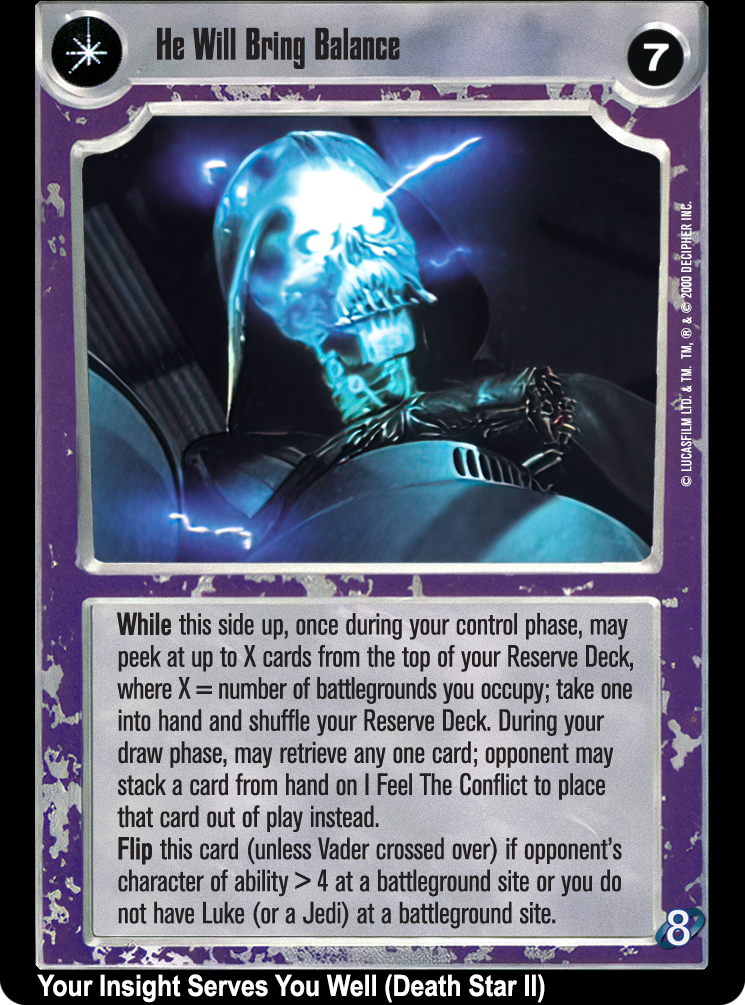 He Will Bring Balance
7
© LUCASFILM LTD. & TM. TM, ® & © 2000 DECIPHER INC.
While this side up, once during your control phase, may
peek at up to X cards from the top of your Reserve Deck,
where X = number of battlegrounds you occupy; take one
into hand and shuffle your Reserve Deck. During your
draw phase, may retrieve any one card; opponent may
stack a card from hand on I Feel The Conflict to place
that card out of play instead.
Flip this card (unless Vader crossed over) if opponent's
character of ability > 4 at a battleground site or you do
not have Luke (or a Jedi) at a battleground site.
8
Your Insight Serves You Well (Death Star II)